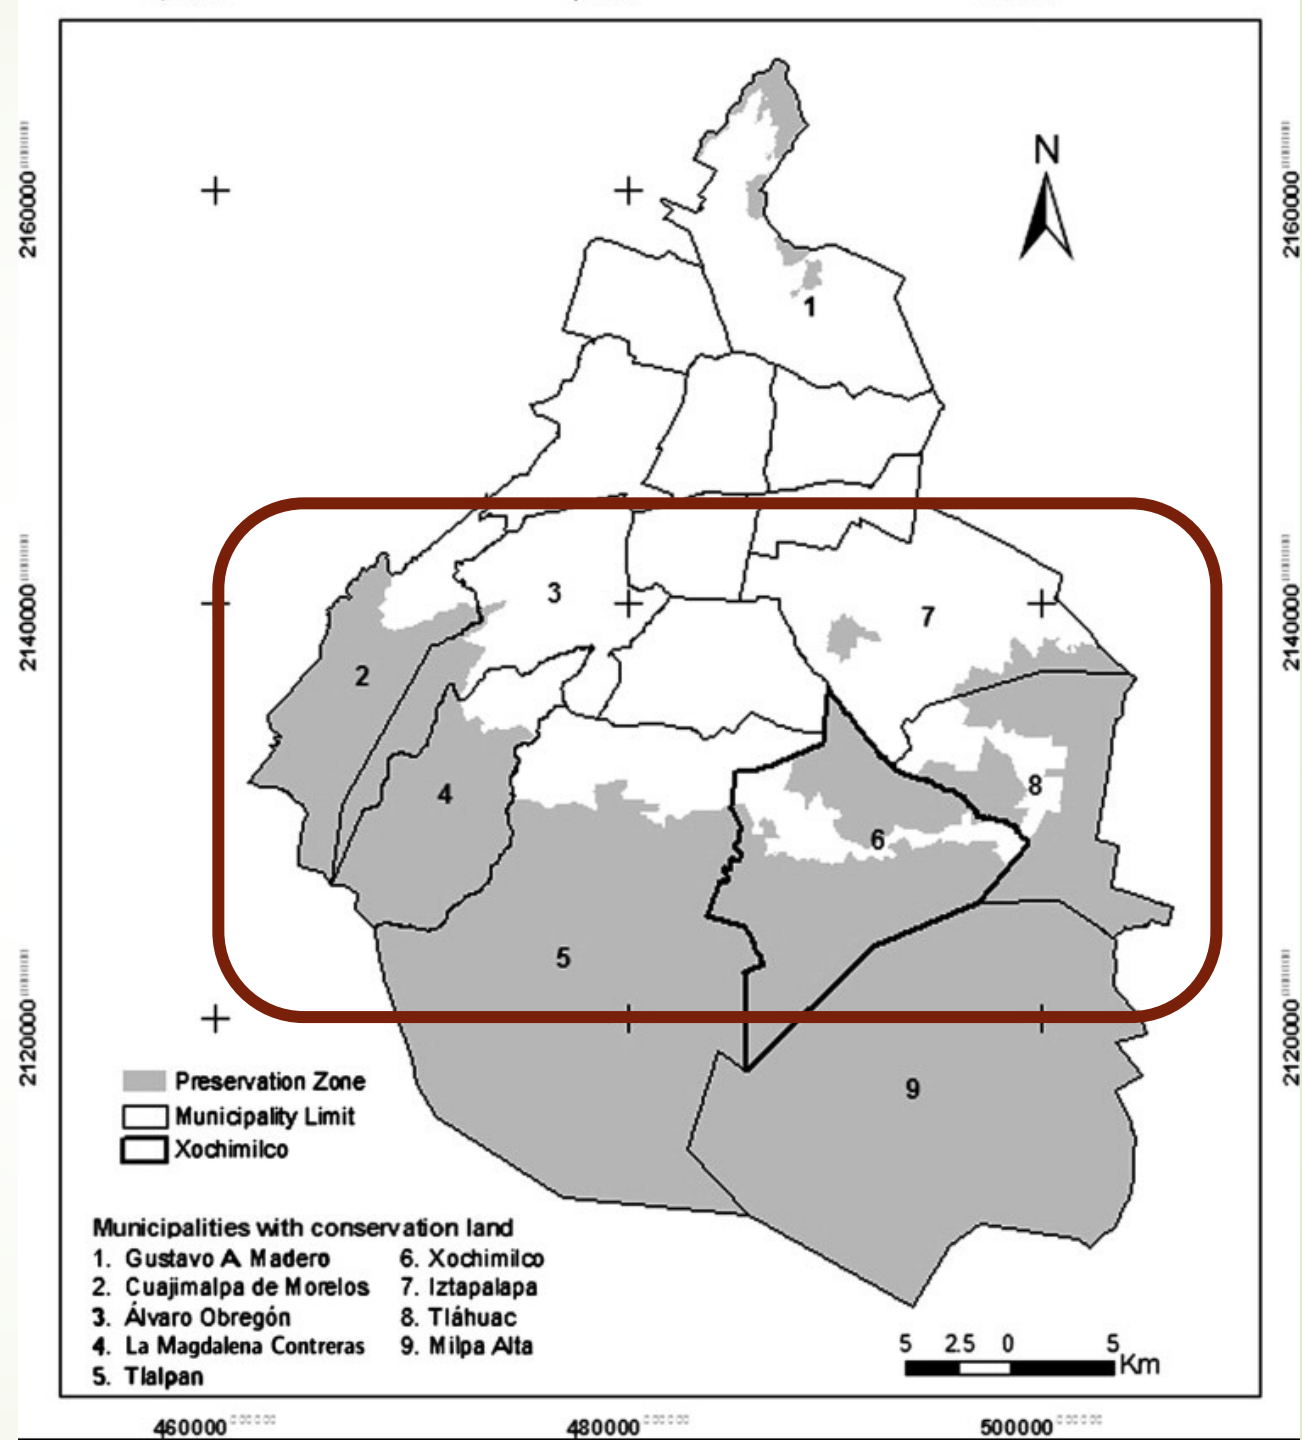 N
2160000
2160000
1
2140000
2140000
3
7
2
8
4
6
5
2120000
2120000
9
Preservation Zone
Municipality Limit
Xochimilco
Municipalities with conservation land
1. Gustavo A Madero
2. Cuajimalpa de Morelos
3. Álvaro Obregón
4. La Magdalena Contreras
5. Tlalpan
6. Xochimilco
7. Iztapalapa
8. Tláhuac
9. Milpa Alta
5 2.5 0 5
Km
460000
480000
500000